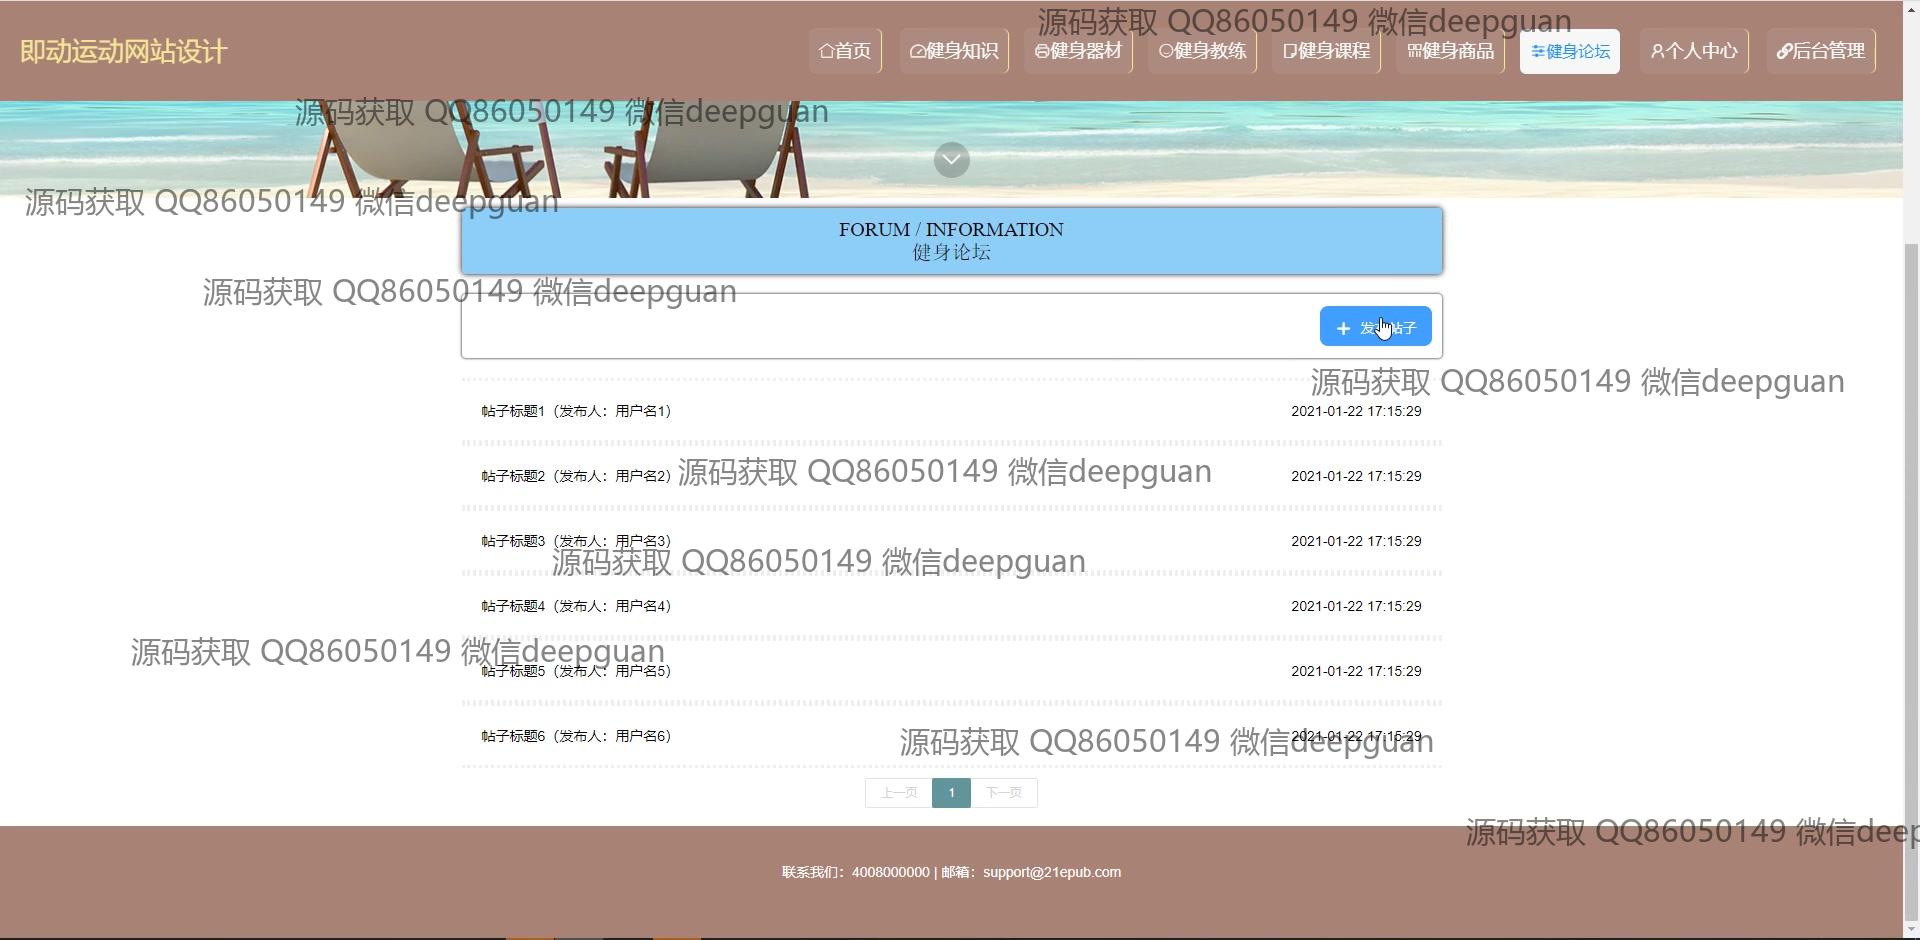 源码获取 QQ86050149 微信deepguan
即动运动网站设计
首页
健身知识
健身器材
健身教练
健身课程
健身商品
健身论坛
个人中心
后台管理
源码获取 QQ86050149 微信deepguan
源码获取 QQ86050149 微信deepguan
FORUM / INFORMATION
健身论坛
源码获取 QQ86050149 微信deepguan
帖子
源码获取 QQ86050149 微信deepguan
帖子标题1（发布人：用户名1） 2021-01-22 17:15:29
帖子标题2（发布人：用户名2） 2021-01-22 17:15:29
源码获取 QQ86050149 微信deepguan
帖子标题3（发布人：用户名3） 2021-01-22 17:15:29
源码获取 QQ86050149 微信deepguan
帖子标题4（发布人：用户名4） 2021-01-22 17:15:29
源码获取 QQ86050149 微信deepguan
帖子标题5（发布人：用户名5） 2021-01-22 17:15:29
帖子标题6（发布人：用户名6） 2021-01-22 17:15:29
源码获取 QQ86050149 微信deepguan
上一页 1 下一页
源码获取 QQ86050149 微信deep
联系我们：4008000000 | 邮箱：support@21epub.com